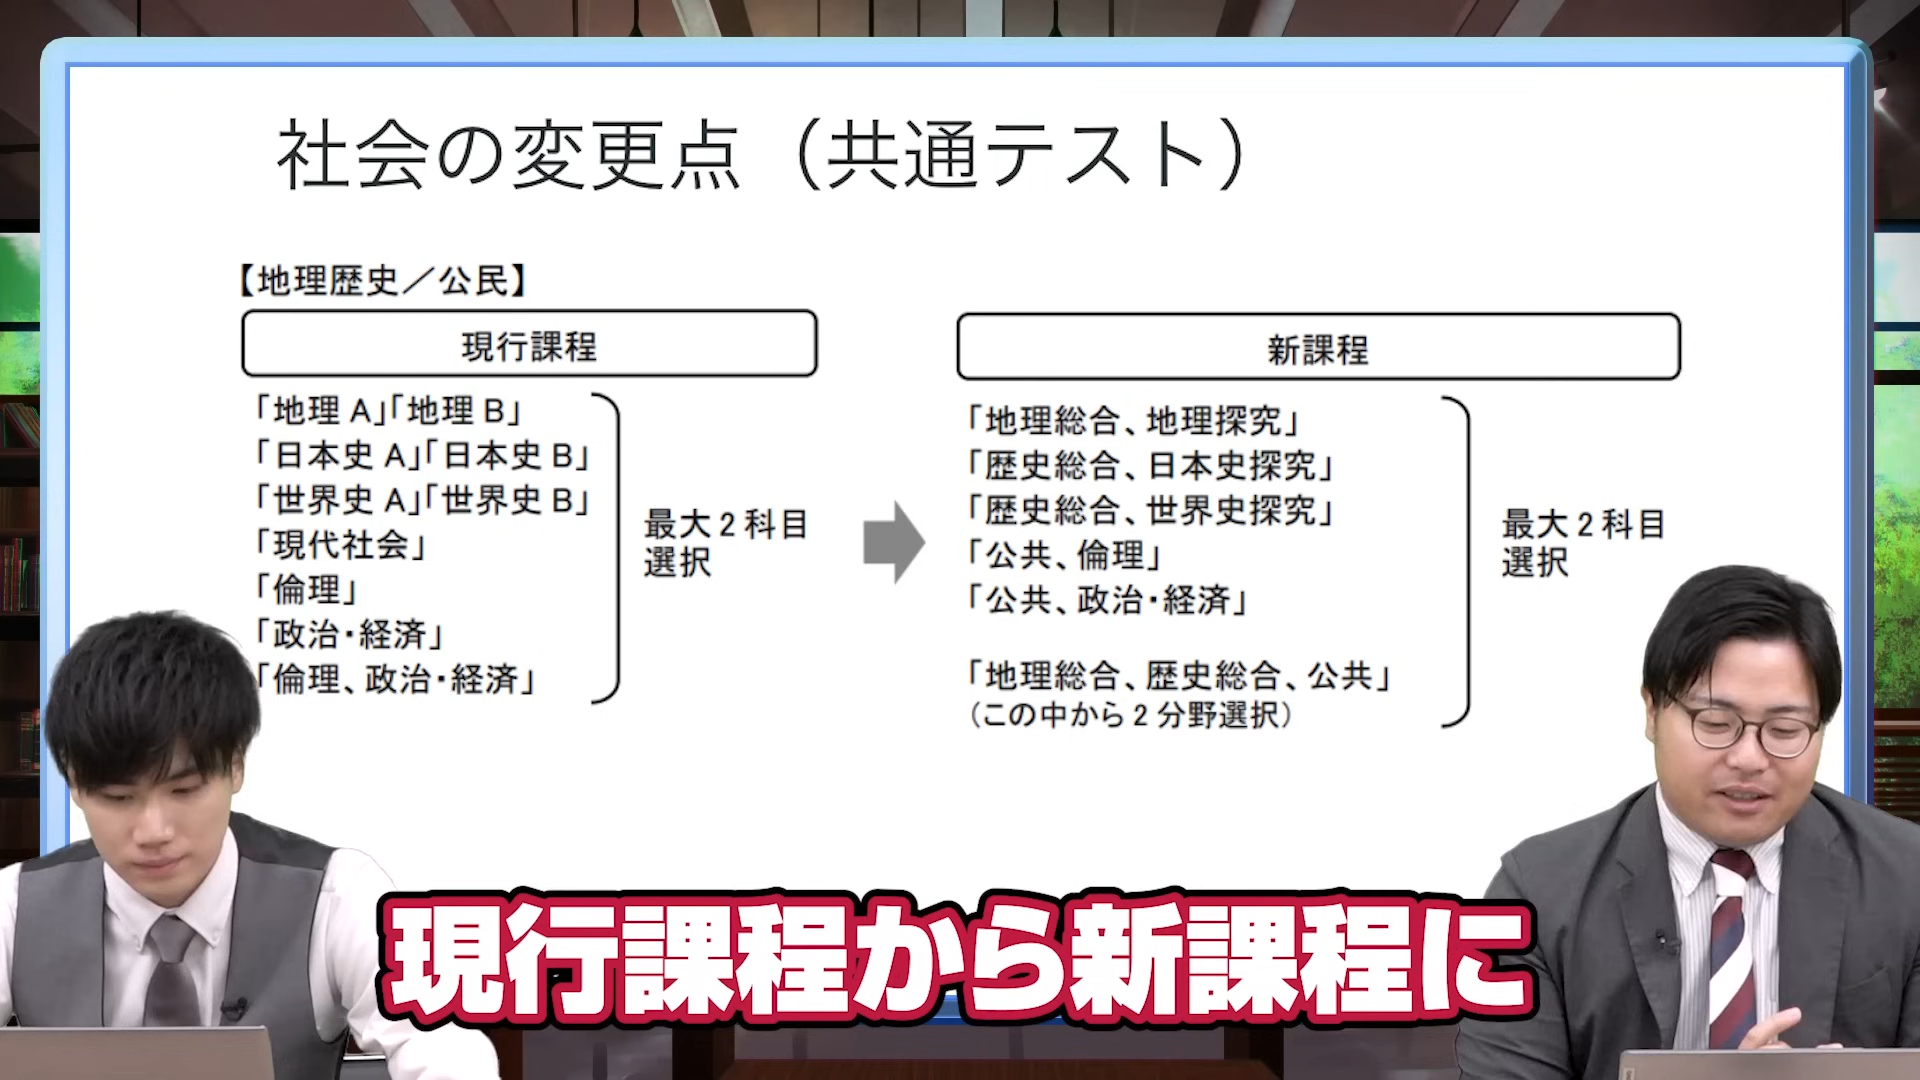 社会の変更点（共通テスト）
【地理歴史／公民】
現行課程
「地理 A」「地理 B」
「日本史 A」「日本史 B」
「世界史 A」「世界史 B」
「現代社会」
「倫理」
「政治・経済」
「倫理、政治・経済」
最大２科目
選択
新課程
「地理総合、地理探究」
「歴史総合、日本史探究」
「歴史総合、世界史探究」
「公共、倫理」
「公共、政治・経済」
「地理総合、歴史総合、公共」
（この中から２分野選択）
最大２科目
選択
現行課程から新課程に